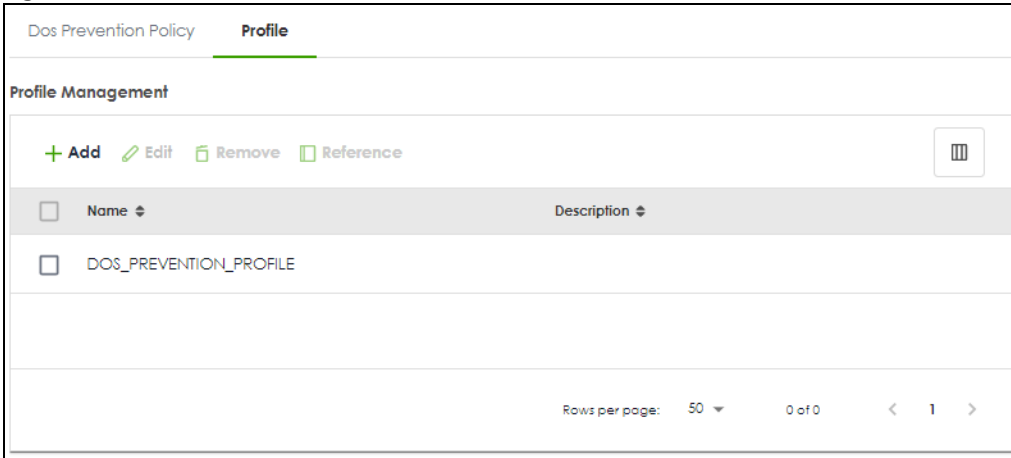 Dos Prevention Policy Profile
Profile Management
Add Edit Remove Reference
Name Description
DOS_PREVENTION_PROFILE
Rows per page: 50 0 of 0 < 1 >